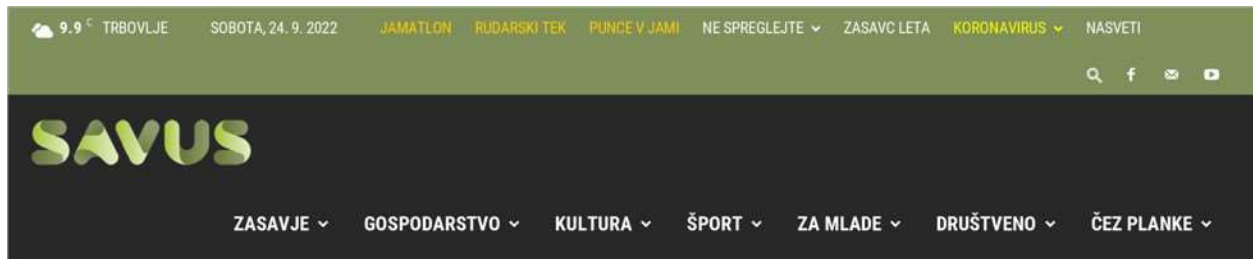 9.9 C TRBOVLJE SOBOTA, 24. 9. 2022 JAMATLON RUDARSKI TEK PUNCE V JAMI NE SPREGLEJTE ZASAVC LETA KORONAVIRUS NASVETI
SAVUS
ZASAVJE GOSPODARSTVO KULTURA ŠPORT ZA MLADE DRUŠTVENO ČEZ PLANKE